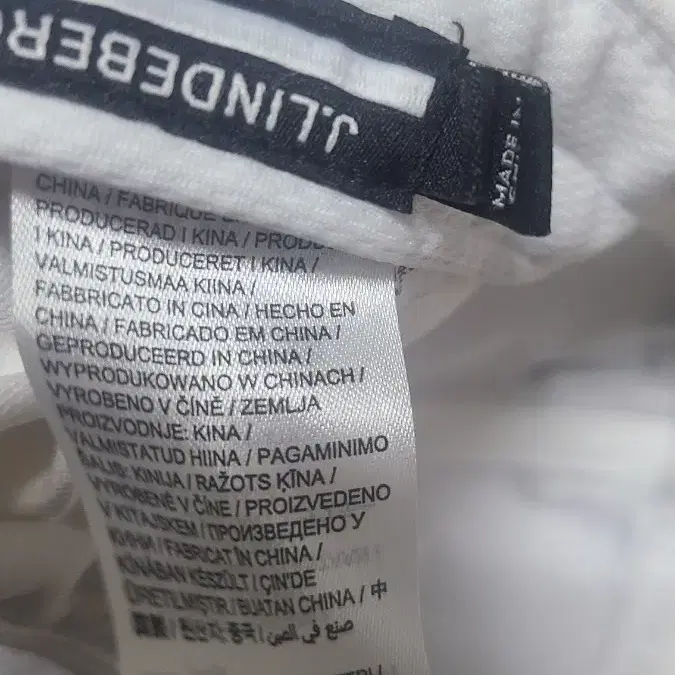 J.LINDEBER
MADE IN
CHINA / FABRIQUÉ
PRODUCERAD I KINA /
I KINA / PRODUCERET I KINA /
VALMISTUSMAA KIINA /
FABBRICATO IN CINA / HECHO EN
CHINA / FABRICADO EM CHINA /
GEPRODUCEERD IN CHINA /
WYPRODUKOWANO W CHINACH /
VYROBENO V ČÍNĚ / ZEMLJA
PROIZVODNJE: KINA /
VALMISTATUD HIINA / PAGAMINIMO
ŠALIS: KINIJA / RAŽOTS ĶĪNA /
VYROBENÉ V ČÍNE / PROIZVEDENO
V KITAJSKEM / ПРОИЗВЕДЕНО У
КИНИ / FABRICAT ÎN CHINA /
KÍNÁBAN KÉSZÜLT / ÇİN'DE
ÜRETİLMİŞTİR / BUATAN CHINA / 中
صنع في الصين /